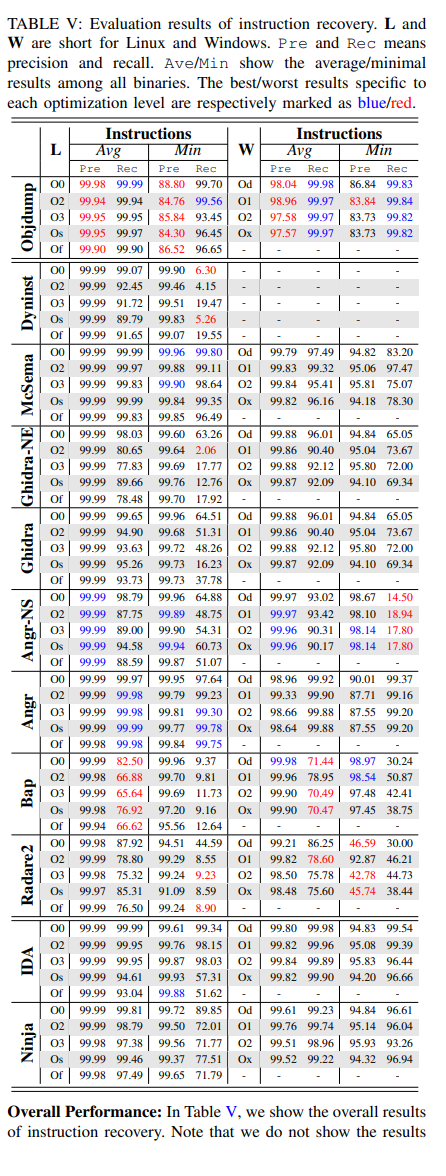 TABLE V: Evaluation results of instruction recovery. L and
W are short for Linux and Windows. Pre and Rec means
precision and recall. Ave/Min show the average/minimal
results among all binaries. The best/worst results specific to
each optimization level are respectively marked as blue/red.
L Instructions W Instructions
Avg Min Avg Min
Pre Rec Pre Rec Pre Rec Pre Rec
Objdump
O0 99.98 99.99 88.80 99.70 Od 98.04 99.98 86.84 99.83
O2 99.94 99.94 84.76 99.56 O1 98.96 99.97 83.84 99.84
O3 99.95 99.95 85.84 93.45 O2 97.58 99.97 83.73 99.82
Os 99.95 99.97 84.30 96.45 Ox 97.57 99.97 83.73 99.82
Of 99.90 99.90 86.52 96.65 - - - - -
Dyninst
O0 99.99 99.07 99.90 6.30 - - - - -
O2 99.99 92.45 99.46 4.15 - - - - -
O3 99.99 91.72 99.51 19.47 - - - - -
Os 99.99 89.79 99.83 5.26 - - - - -
Of 99.99 91.65 99.07 19.55 - - - - -
McSema
O0 99.99 99.99 99.96 99.80 Od 99.79 97.49 94.82 83.20
O2 99.99 99.97 99.88 99.11 O1 99.83 99.32 95.06 97.47
O3 99.99 99.83 99.90 98.64 O2 99.84 95.41 95.81 75.07
Os 99.99 99.99 99.84 99.35 Ox 99.82 96.16 94.18 78.30
Of 99.99 99.83 99.85 96.49 - - - - -
Ghidra-NE
O0 99.99 98.03 99.60 63.26 Od 99.88 96.01 94.84 65.05
O2 99.99 80.65 99.64 2.06 O1 99.86 90.40 95.04 73.67
O3 99.99 77.83 99.69 17.77 O2 99.88 92.12 95.80 72.00
Os 99.99 89.66 99.76 12.76 Ox 99.87 92.09 94.10 69.34
Of 99.99 78.48 99.70 17.92 - - - - -
Ghidra
O0 99.99 99.65 99.96 64.51 Od 99.88 96.01 94.84 65.05
O2 99.99 94.90 99.68 51.31 O1 99.86 90.40 95.04 73.67
O3 99.99 93.63 99.72 48.26 O2 99.88 92.12 95.80 72.00
Os 99.99 95.26 99.73 16.23 Ox 99.87 92.09 94.10 69.34
Of 99.99 93.73 99.73 37.78 - - - - -
Angr-NS
O0 99.99 98.79 99.96 64.88 Od 99.97 93.02 98.67 14.50
O2 99.99 87.75 99.89 48.75 O1 99.97 93.42 98.10 18.94
O3 99.99 89.00 99.90 54.31 O2 99.96 90.31 98.14 17.80
Os 99.99 94.58 99.94 60.73 Ox 99.96 90.17 98.14 17.80
Of 99.99 88.59 99.87 51.07 - - - - -
Angr
O0 99.99 99.97 99.95 97.64 Od 98.96 99.92 90.01 99.37
O2 99.99 99.98 99.79 99.23 O1 99.33 99.90 87.71 99.16
O3 99.99 99.98 99.81 99.30 O2 98.66 99.88 87.55 99.20
Os 99.99 99.99 99.77 99.78 Ox 98.64 99.88 87.55 99.20
Of 99.98 99.98 99.84 99.75 - - - - -
Bap
O0 99.99 82.50 99.96 9.37 Od 99.98 71.44 98.97 30.24
O2 99.98 66.88 99.70 9.81 O1 99.96 78.95 98.54 50.87
O3 99.99 65.64 99.69 11.73 O2 99.90 70.49 97.48 42.41
Os 99.98 76.92 97.20 9.16 Ox 99.90 70.47 97.45 38.75
Of 99.94 66.62 95.56 12.64 - - - - -
Radare2
O0 99.98 87.92 94.51 44.59 Od 99.21 86.25 46.59 30.00
O2 99.99 78.80 99.29 8.55 O1 99.82 78.60 92.87 46.21
O3 99.98 75.32 99.24 9.23 O2 98.50 75.78 42.78 44.73
Os 99.97 85.31 91.09 8.59 Ox 98.48 75.60 45.74 38.44
Of 99.99 76.50 99.24 8.90 - - - - -
IDA
O0 99.99 99.99 99.61 99.34 Od 99.80 99.98 94.83 99.54
O2 99.99 99.95 99.76 98.15 O1 99.82 99.96 95.08 99.39
O3 99.99 99.95 99.87 98.03 O2 99.84 99.89 95.83 96.44
Os 99.99 94.61 99.93 57.31 Ox 99.82 99.90 94.20 96.66
Of 99.99 93.04 99.88 51.62 - - - - -
Ninja
O0 99.99 99.81 99.72 89.85 Od 99.61 99.23 94.84 96.61
O2 99.99 98.79 99.50 72.01 O1 99.76 99.74 95.14 96.04
O3 99.98 97.38 99.56 71.77 O2 99.51 98.96 95.93 93.26
Os 99.99 99.46 99.37 77.51 Ox 99.52 99.22 94.32 96.94
Of 99.98 97.49 99.65 71.79 - - - - -
Overall Performance: In Table V, we show the overall results
of instruction recovery. Note that we do not show the results